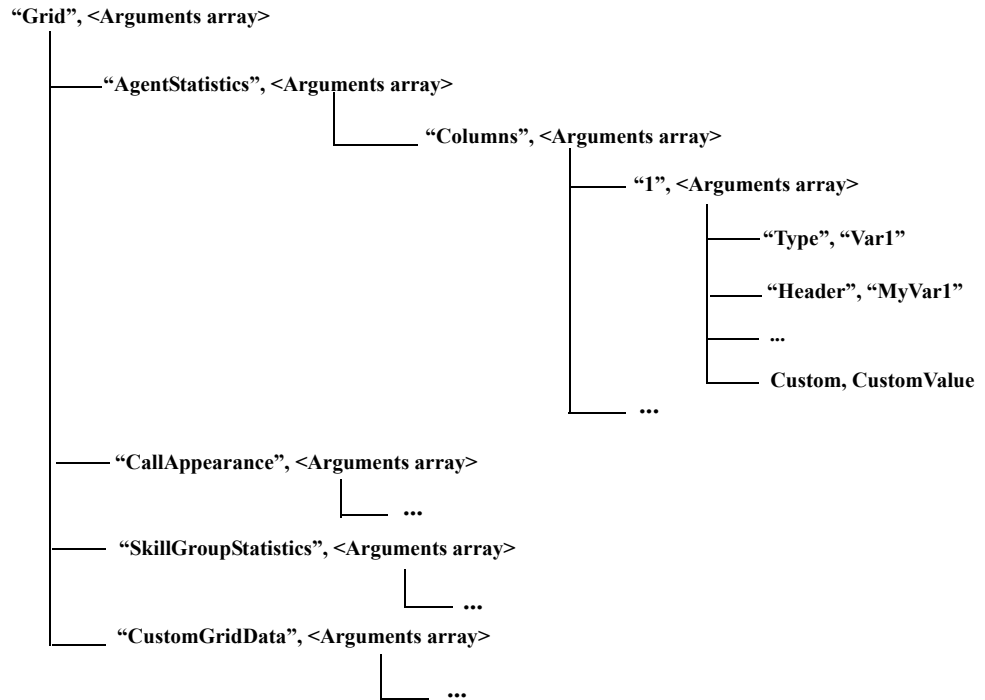 “Grid”, <Arguments array>
“AgentStatistics”, <Arguments array>
“Columns”, <Arguments array>
“1”, <Arguments array>
“Type”, “Var1”
“Header”, “MyVar1”
...
Custom, CustomValue
...
“CallAppearance”, <Arguments array>
...
“SkillGroupStatistics”, <Arguments array>
...
“CustomGridData”, <Arguments array>
...